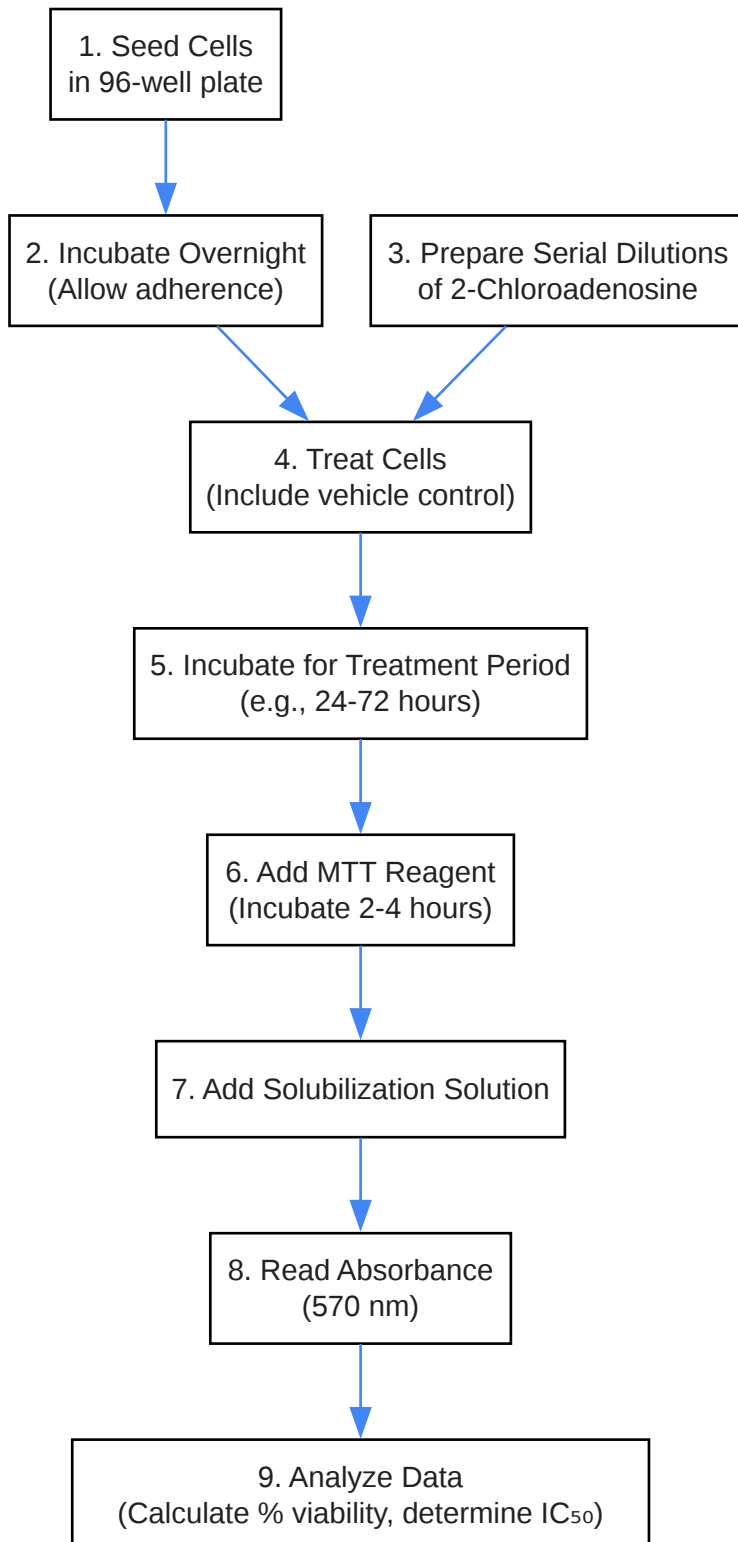 1. Seed Cells
in 96-well plate
2. Incubate Overnight
(Allow adherence)
3. Prepare Serial Dilutions
of 2-Chloroadenosine
4. Treat Cells
(Include vehicle control)
5. Incubate for Treatment Period
(e.g., 24-72 hours)
6. Add MTT Reagent
(Incubate 2-4 hours)
7. Add Solubilization Solution
8. Read Absorbance
(570 nm)
9. Analyze Data
(Calculate % viability, determine IC₅₀)